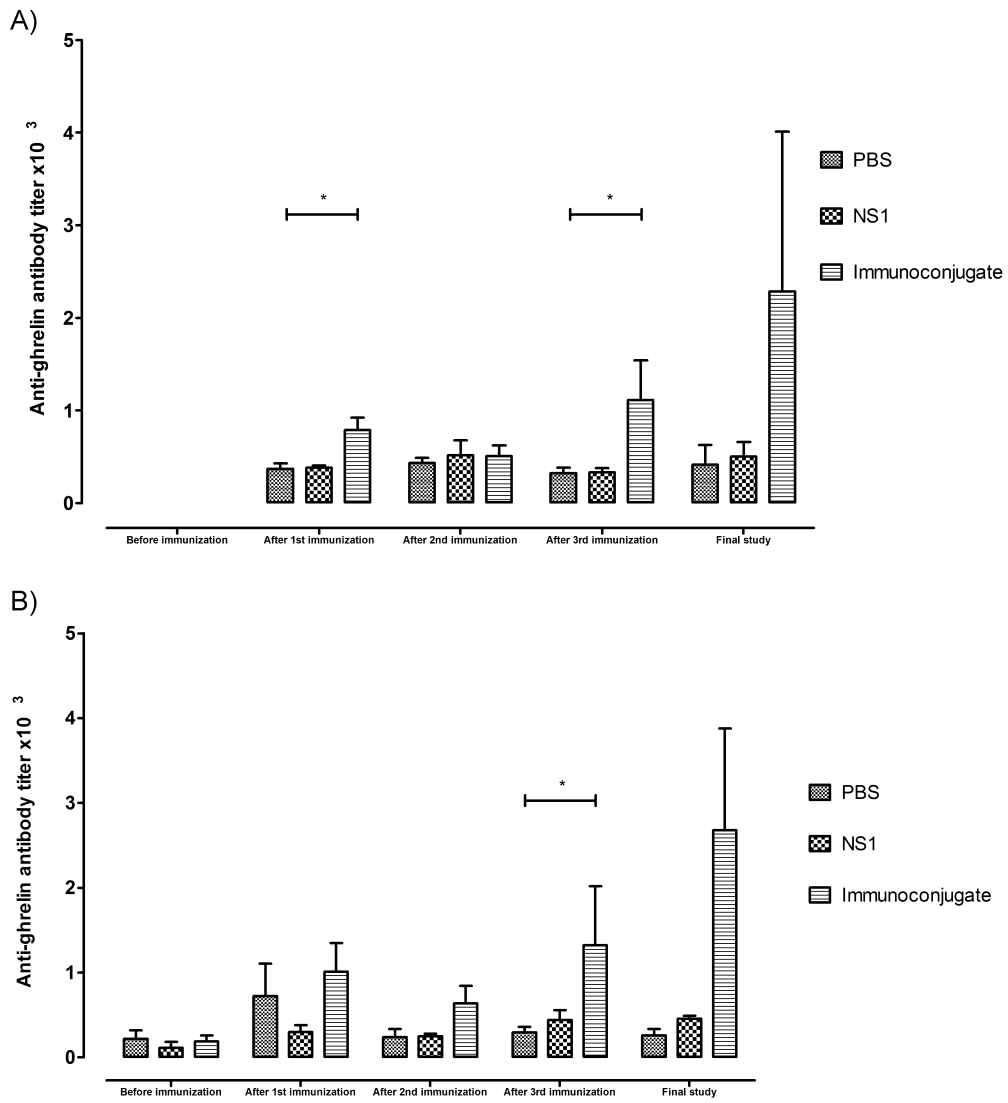 A)
5
4
3
2
1
0
Anti-ghrelin antibody titer x10 3
*
*
PBS
NS1
Immunoconjugate
Before immunization After 1st immunization After 2nd immunization After 3rd immunization Final study
B)
5
4
3
2
1
0
Anti-ghrelin antibody titer x10 3
*
PBS
NS1
Immunoconjugate
Before immunization After 1st immunization After 2nd immunization After 3rd immunization Final study